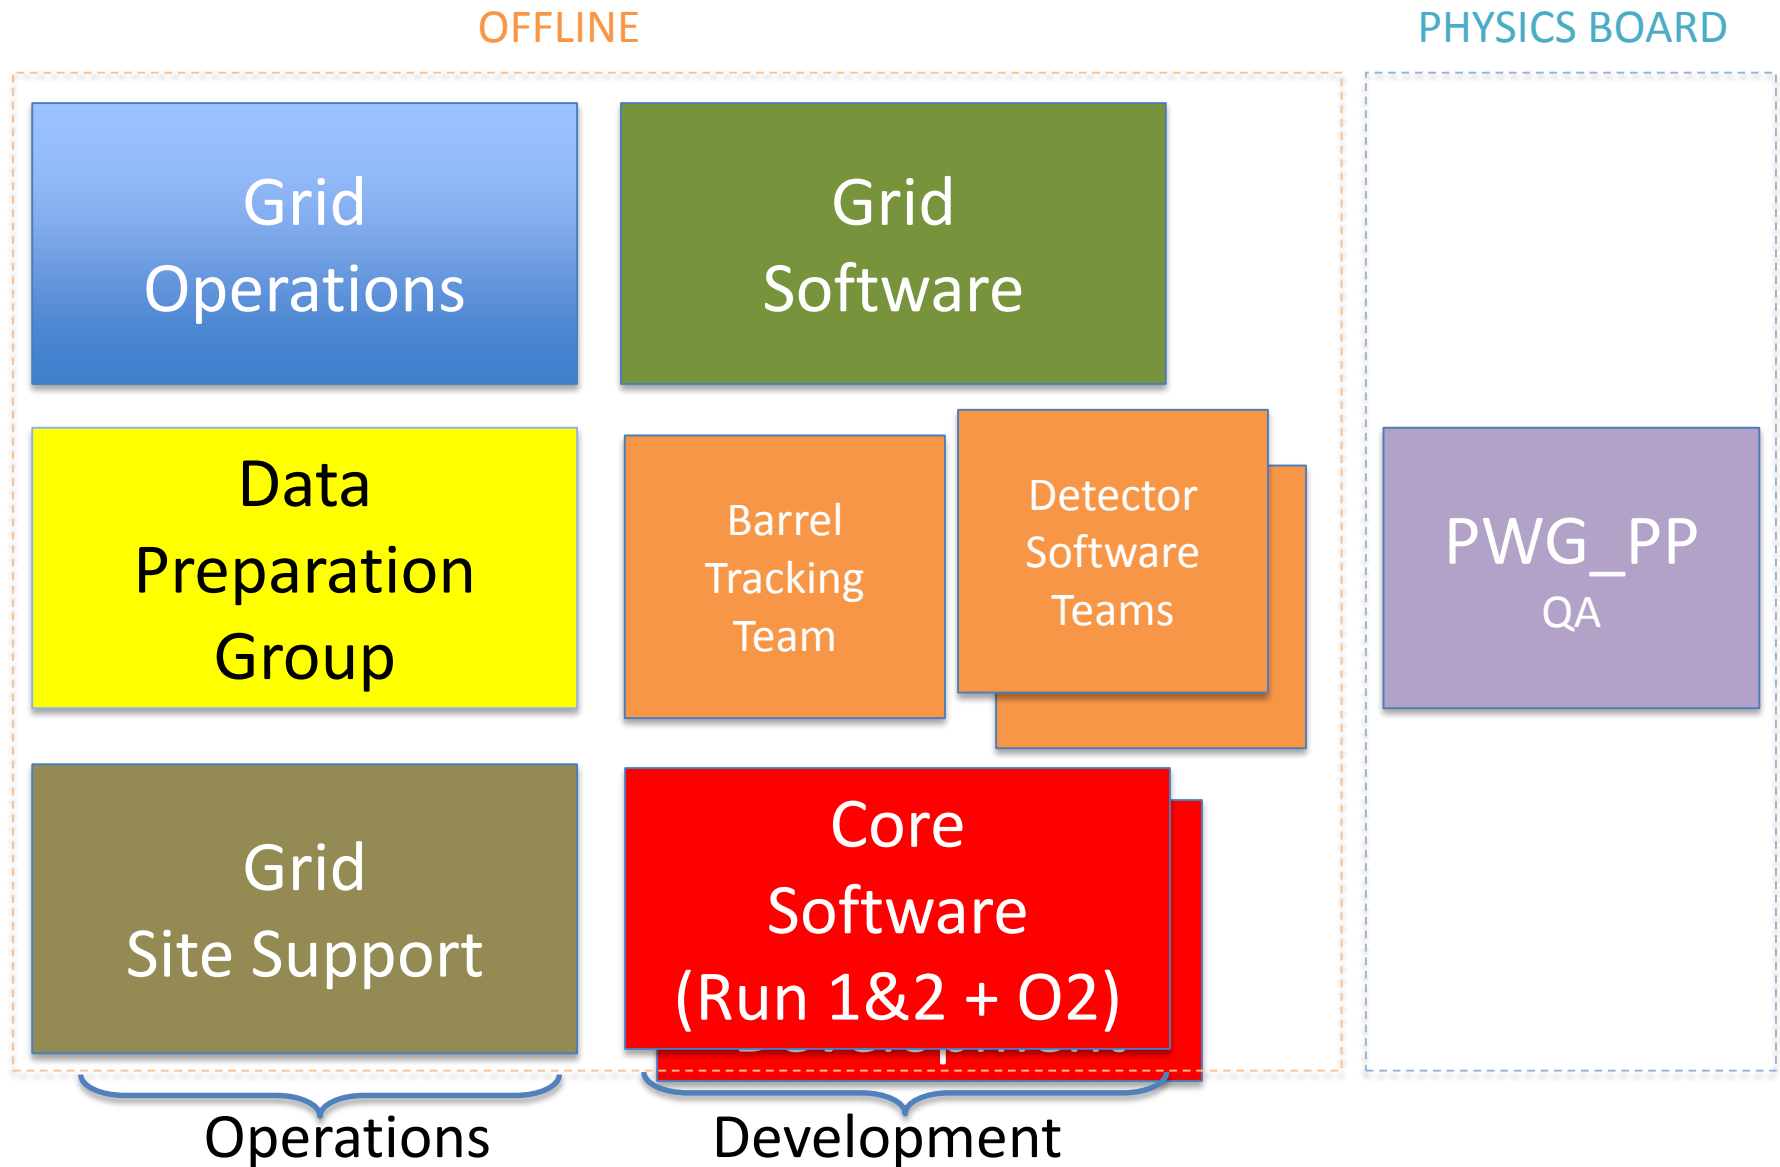 OFFLINE
PHYSICS BOARD
Grid
Operations
Grid
Software
Data
Preparation
Group
Barrel
Tracking
Team
Detector
Software
Teams
PWG_PP
QA
Grid
Site Support
Core
Software
(Run 1&2 + O2)
Development
Operations
Development